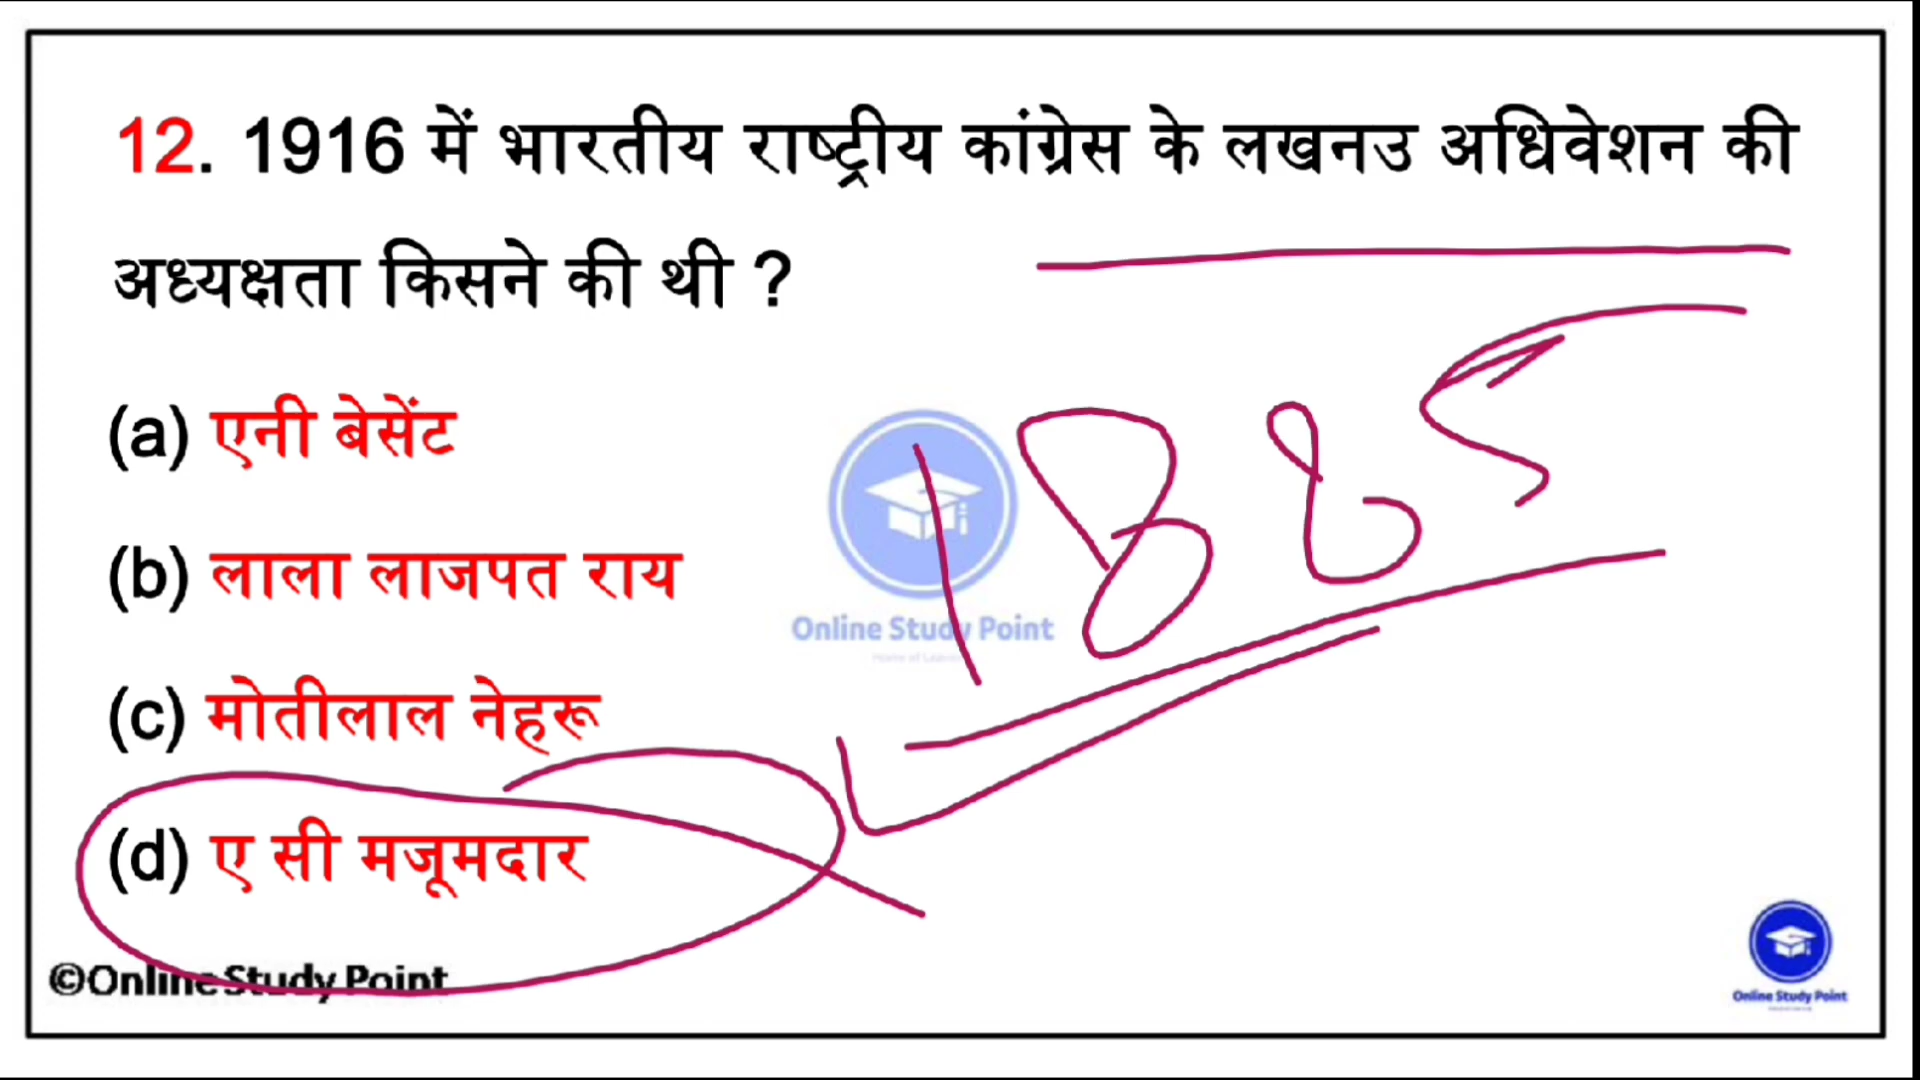 12. 1916 में भारतीय राष्ट्रीय कांग्रेस के लखनउ अधिवेशन की
अध्यक्षता किसने की थी ?
(a) एनी बेसेंट
(b) लाला लाजपत राय
(c) मोतीलाल नेहरू
(d) ए सी मजूमदार
1885
Online Study Point
©Online Study Point
Online Study Point